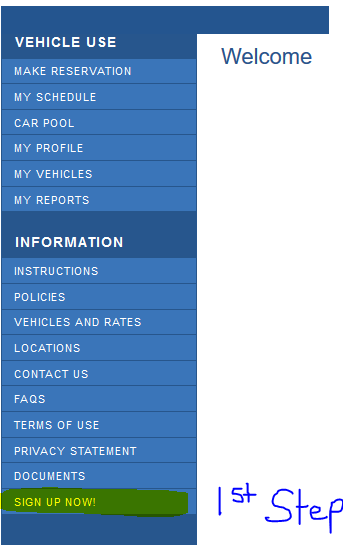 VEHICLE USE
Welcome
MAKE RESERVATION
MY SCHEDULE
CAR POOL
MY PROFILE
MY VEHICLES
MY REPORTS
INFORMATION
INSTRUCTIONS
POLICIES
VEHICLES AND RATES
LOCATIONS
CONTACT US
FAQS
TERMS OF USE
PRIVACY STATEMENT
DOCUMENTS
SIGN UP NOW!
1st Step